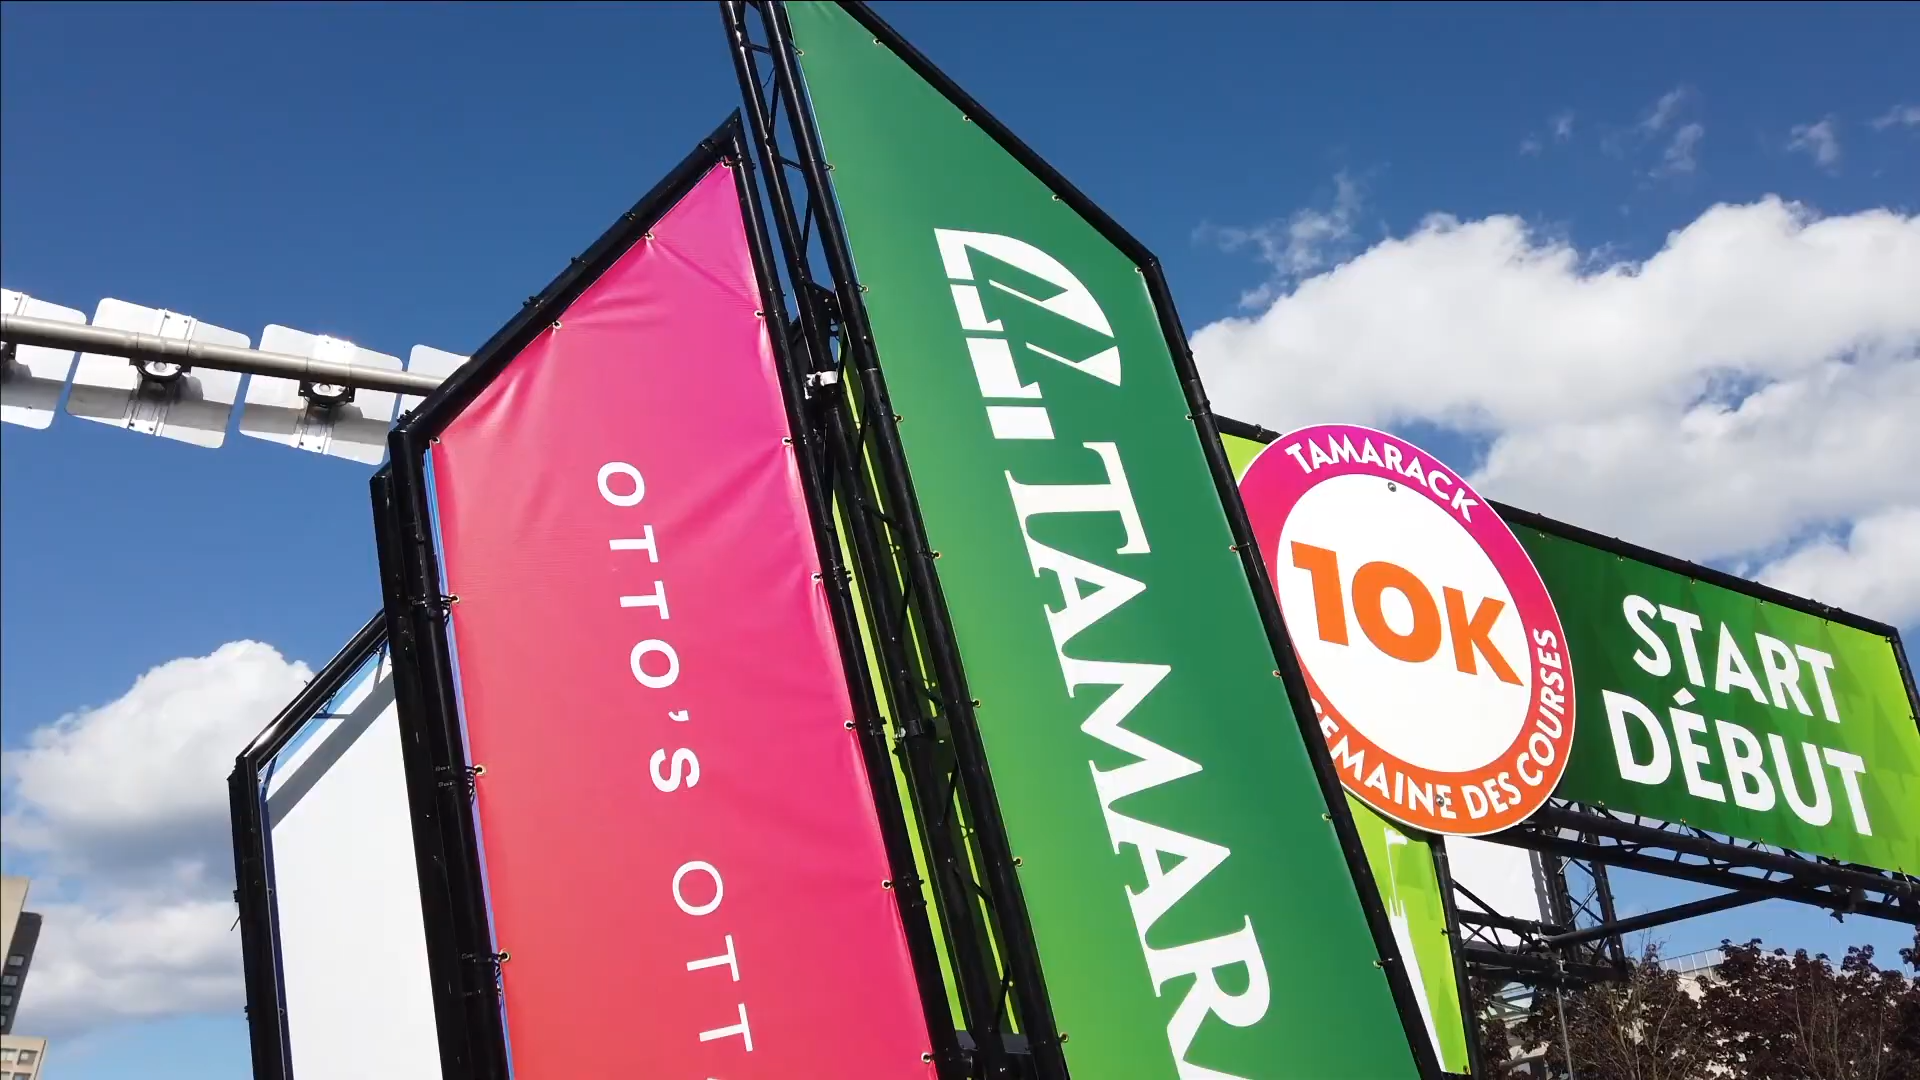 OTTO'S OTT
TAMAR
TAMARACK
10K
SEMAINE DES COURSES
START
DÉBUT